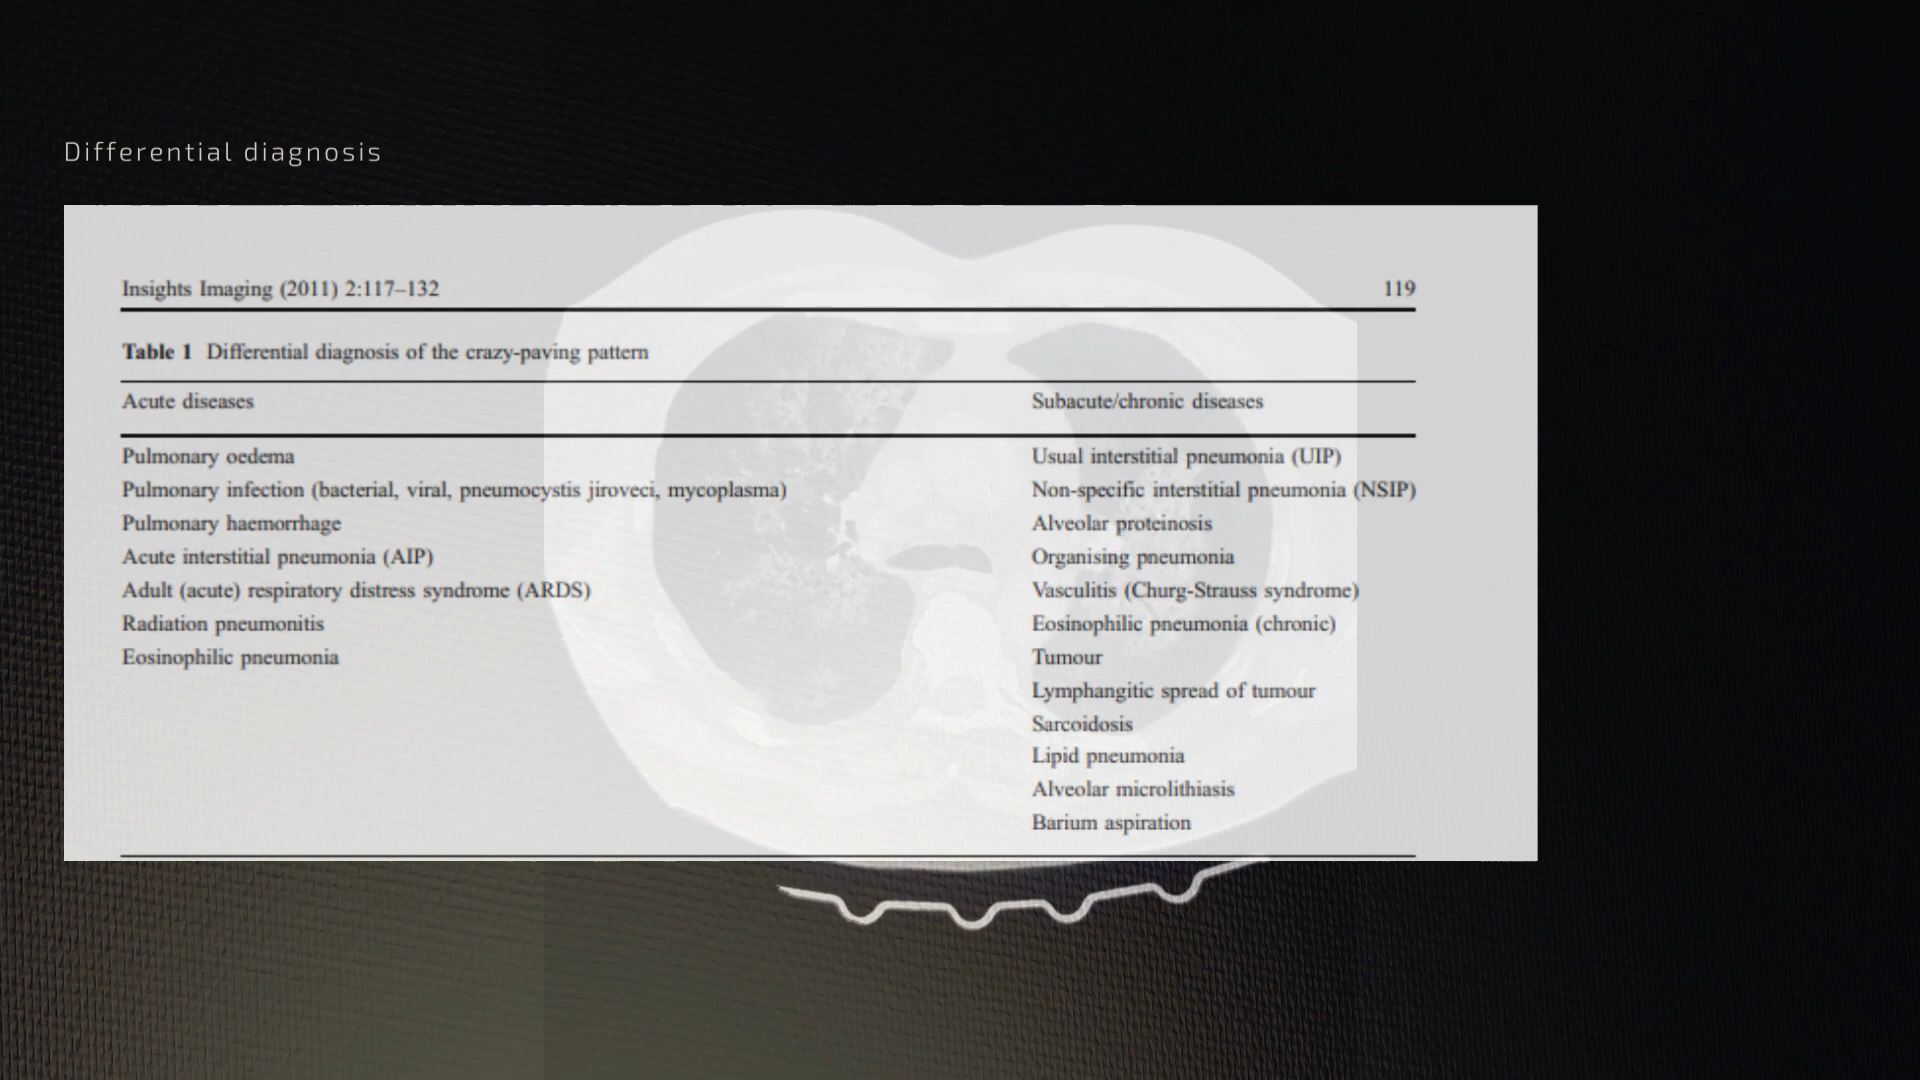 Differential diagnosis
Insights Imaging (2011) 2:117–132 119
Table 1 Differential diagnosis of the crazy-paving pattern
Acute diseases Subacute/chronic diseases
Pulmonary oedema Usual interstitial pneumonia (UIP)
Pulmonary infection (bacterial, viral, pneumocystis jiroveci, mycoplasma) Non-specific interstitial pneumonia (NSIP)
Pulmonary haemorrhage Alveolar proteinosis
Acute interstitial pneumonia (AIP) Organising pneumonia
Adult (acute) respiratory distress syndrome (ARDS) Vasculitis (Churg-Strauss syndrome)
Radiation pneumonitis Eosinophilic pneumonia (chronic)
Eosinophilic pneumonia Tumour
Lymphangitic spread of tumour
Sarcoidosis
Lipid pneumonia
Alveolar microlithiasis
Barium aspiration